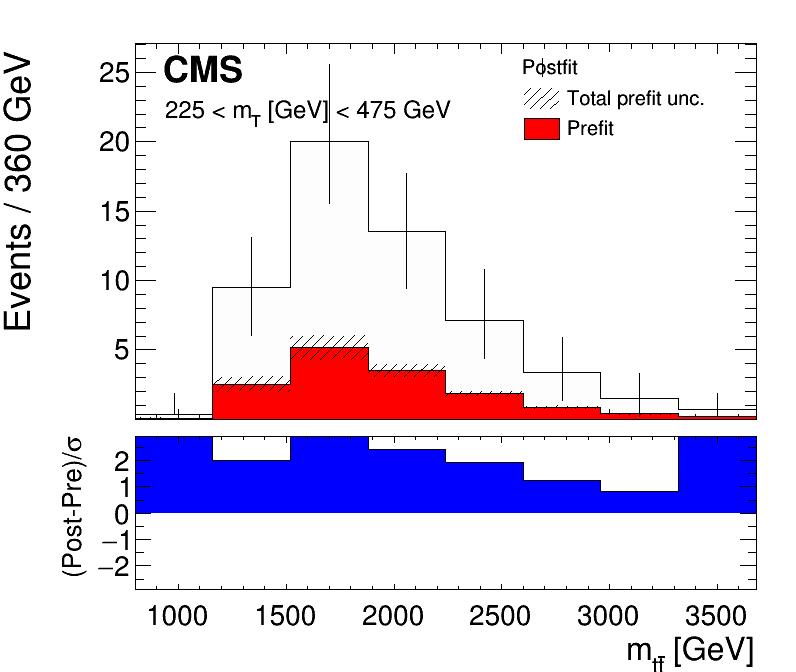 Events / 360 GeV
25
20
15
10
5
CMS
225 < m_T [GeV] < 475 GeV
Postfit
Total prefit unc.
Prefit
(Post-Pre)/σ
2
1
0
−1
−2
1000 1500 2000 2500 3000 3500
m_tt̄ [GeV]